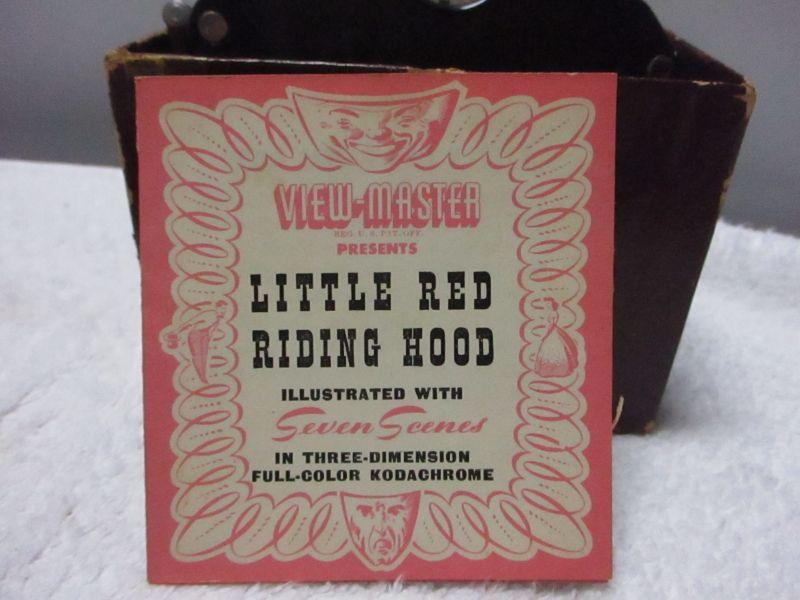 VIEW-MASTER
REG. U. S. PAT. OFF.
PRESENTS
LITTLE RED
RIDING HOOD
ILLUSTRATED WITH
Seven Scenes
IN THREE-DIMENSION
FULL-COLOR KODACHROME